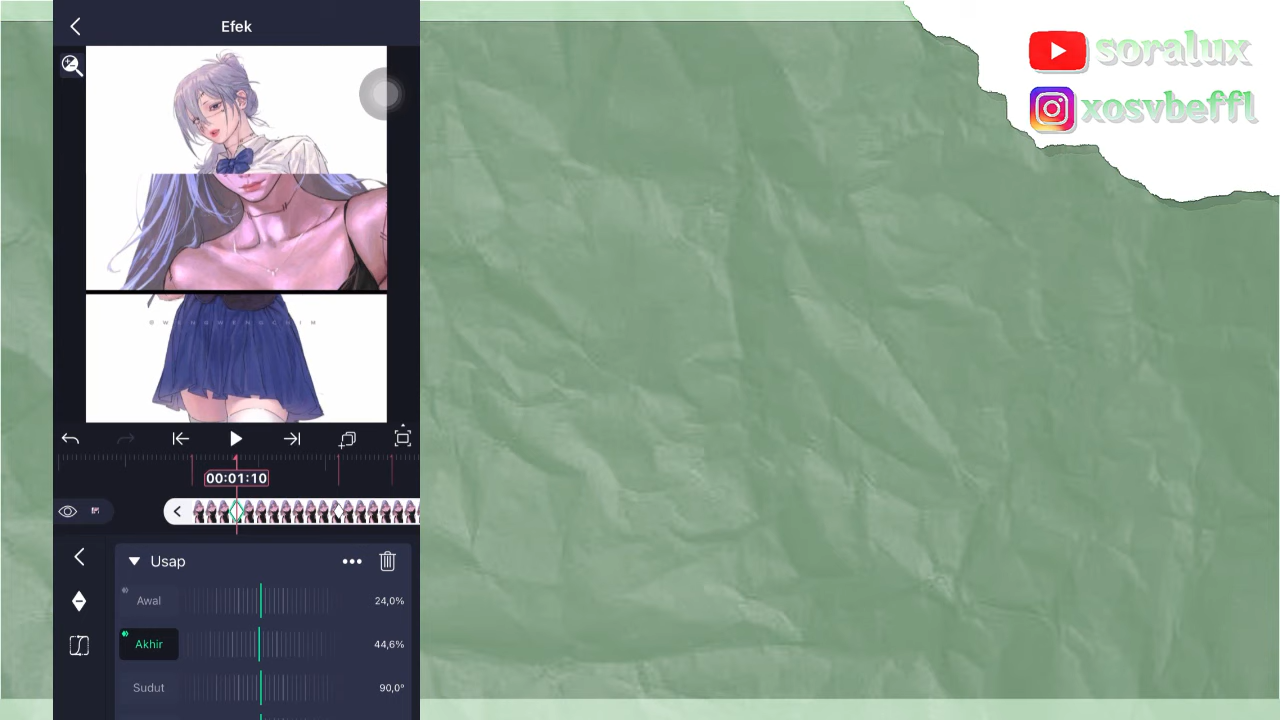 Efek
soralux
xosvbeffl
00:01:10
Usap
Awal 24,0%
Akhir 44,6%
Sudut 90,0°